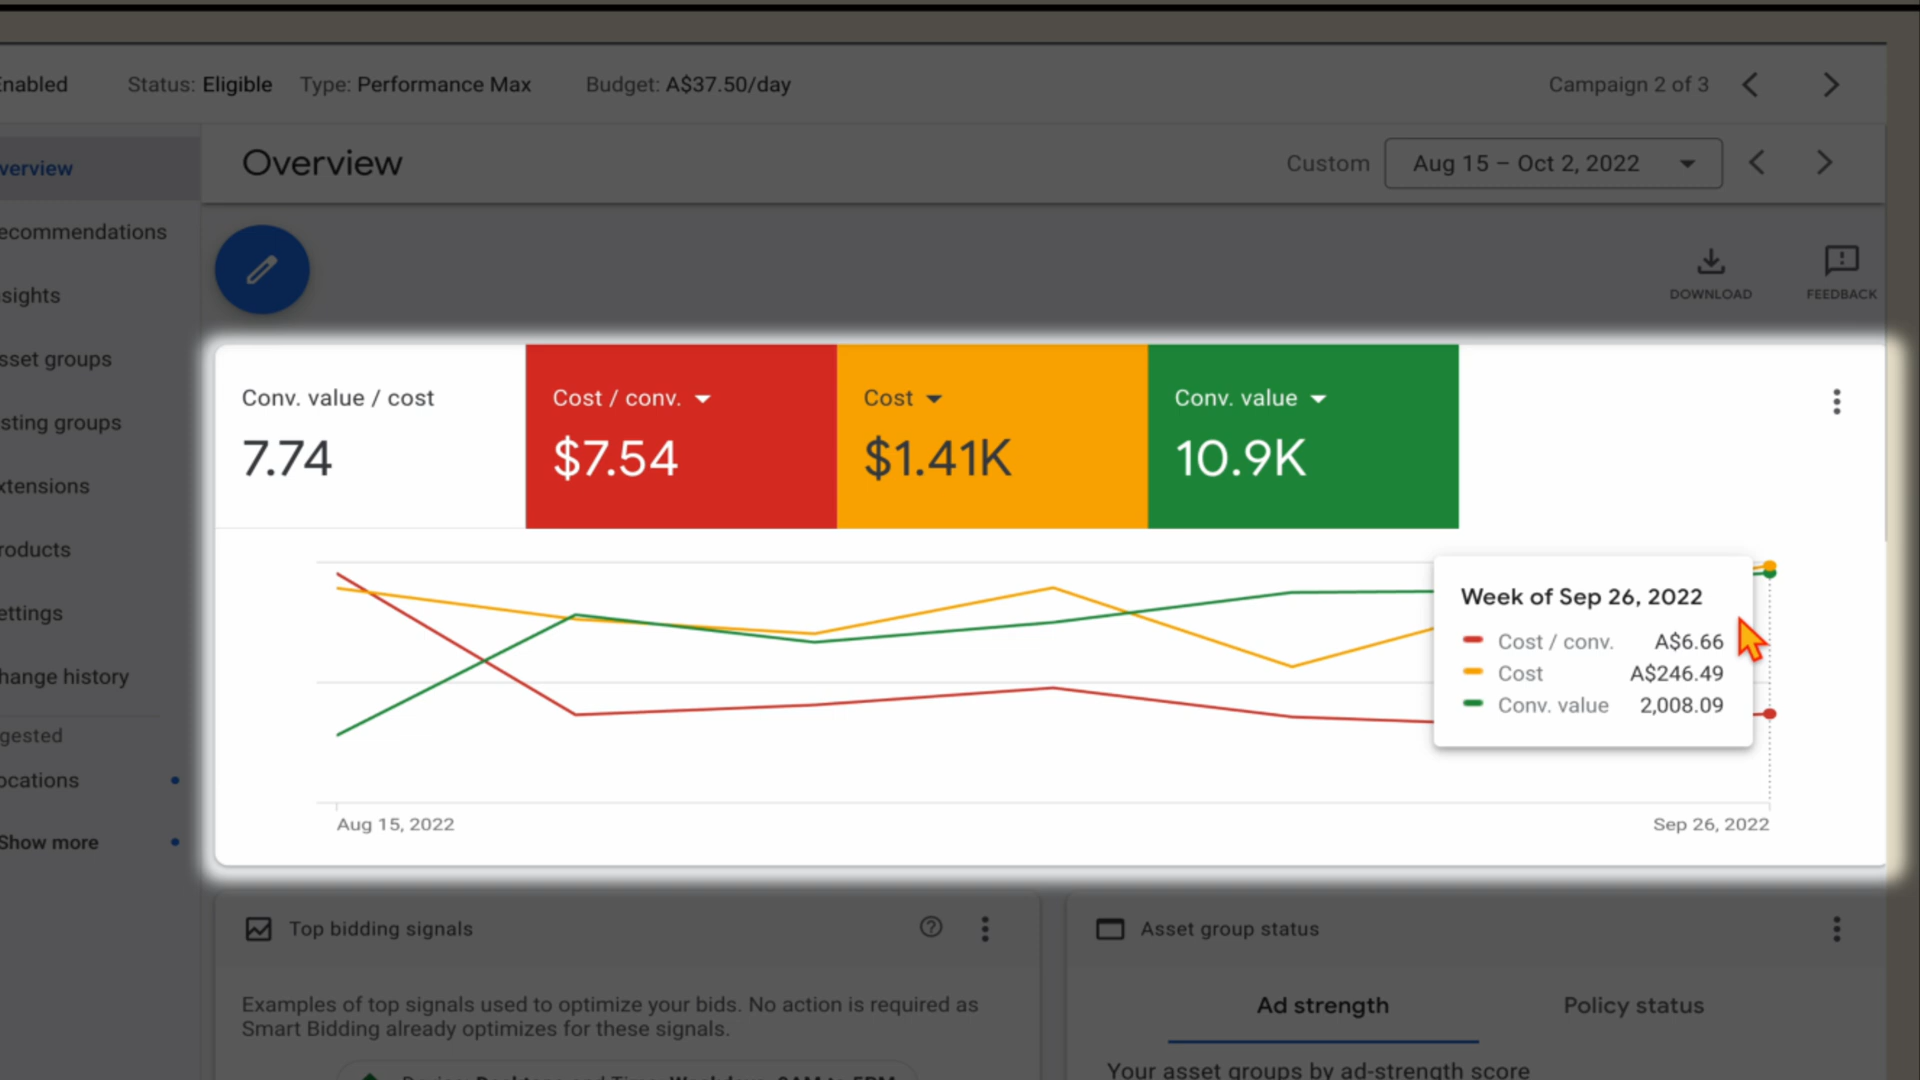 nabled Status: Eligible Type: Performance Max Budget: A$37.50/day Campaign 2 of 3
verview Overview Custom Aug 15 – Oct 2, 2022
ecommendations
sights DOWNLOAD FEEDBACK
sset groups
sting groups
xtensions
roducts
ettings
hange history
gested
ocations
Show more
Conv. value / cost Cost / conv. Cost Conv. value
7.74 $7.54 $1.41K 10.9K
Week of Sep 26, 2022
Cost / conv. A$6.66
Cost A$246.49
Conv. value 2,008.09
Aug 15, 2022 Sep 26, 2022
Top bidding signals Asset group status
Examples of top signals used to optimize your bids. No action is required as
Smart Bidding already optimizes for these signals.
Ad strength Policy status
Your asset groups by ad-strength score